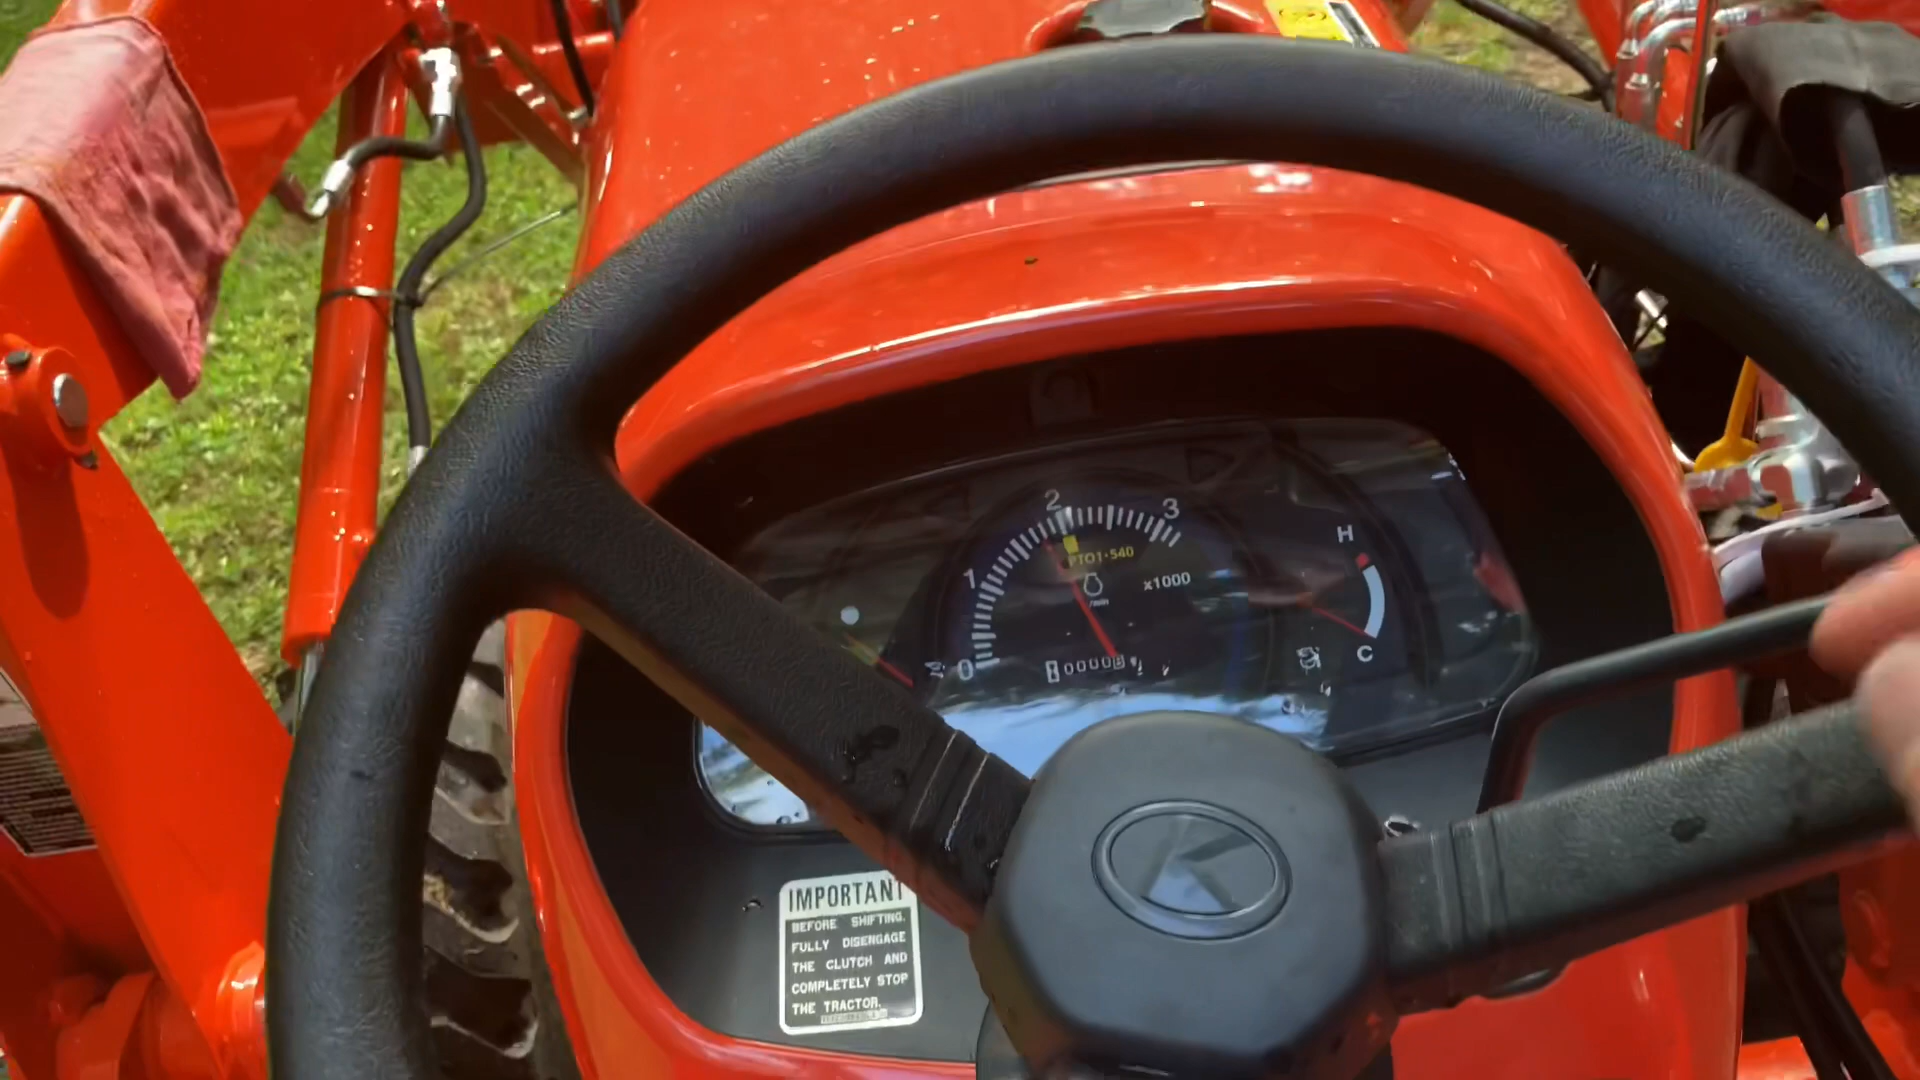 2
3
PTO1-540
1
x1000
/min
H
0
C
IMPORTANT
BEFORE SHIFTING,
FULLY DISENGAGE
THE CLUTCH AND
COMPLETELY STOP
THE TRACTOR.